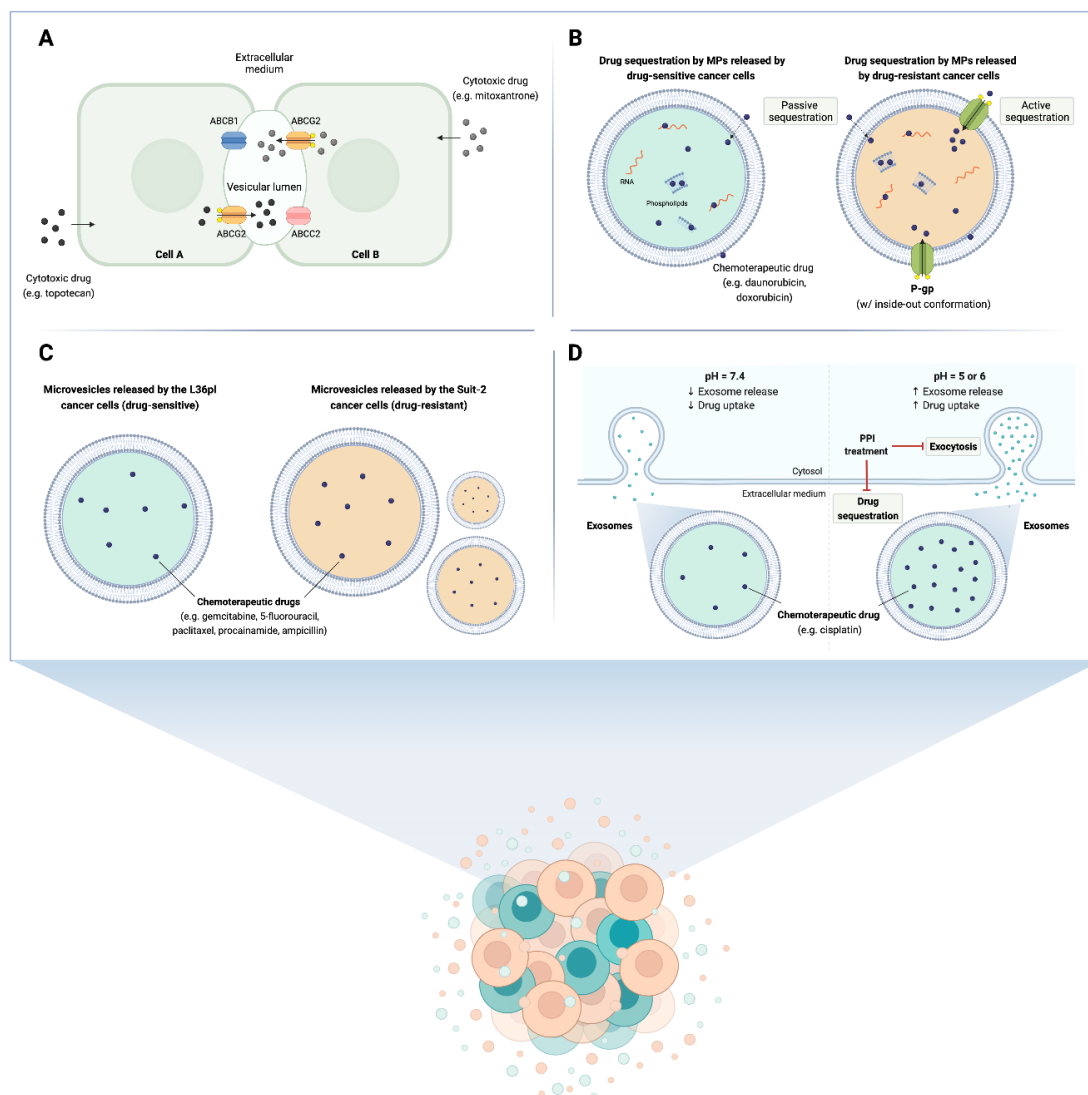 A
Extracellular
medium
Cytotoxic drug
(e.g. mitoxantrone)
ABCB1
ABCG2
Vesicular lumen
ABCG2
ABCC2
Cell A
Cell B
Cytotoxic drug
(e.g. topotecan)
B
Drug sequestration by MPs released by
drug-sensitive cancer cells
Drug sequestration by MPs released
by drug-resistant cancer cells
Passive
sequestration
Active
sequestration
RNA
Phospholipds
Chemoterapeutic drug
(e.g. daunorubicin,
doxorubicin)
P-gp
(w/ inside-out conformation)
C
Microvesicles released by the L36pl
cancer cells (drug-sensitive)
Microvesicles released by the Suit-2
cancer cells (drug-resistant)
Chemoterapeutic drugs
(e.g. gemcitabine, 5-fluorouracil,
paclitaxel, procainamide, ampicillin)
D
pH = 7.4
↓ Exosome release
↓ Drug uptake
pH = 5 or 6
↑ Exosome release
↑ Drug uptake
PPI
treatment
Exocytosis
Cytosol
Extracellular medium
Drug
sequestration
Exosomes
Exosomes
Chemoterapeutic drug
(e.g. cisplatin)